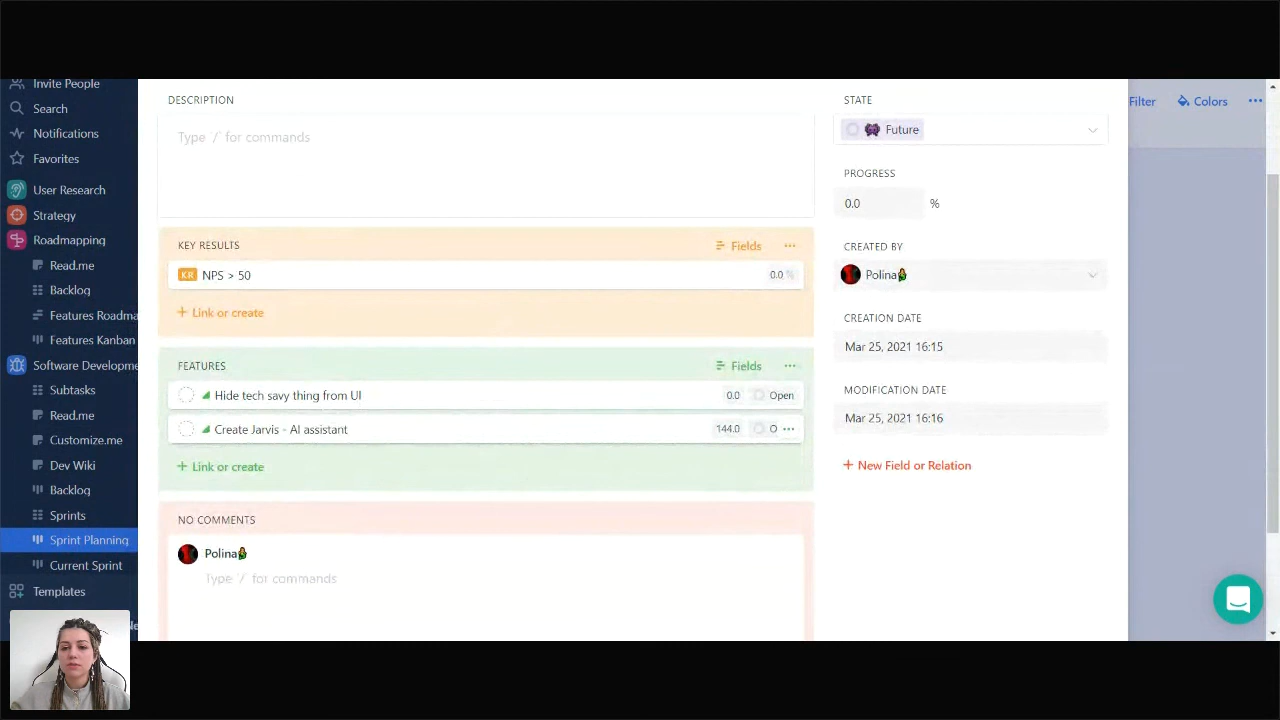 Invite People
Search
Notifications
Favorites
User Research
Strategy
Roadmapping
Read.me
Backlog
Features Roadma
Features Kanban
Software Developme
Subtasks
Read.me
Customize.me
Dev Wiki
Backlog
Sprints
Sprint Planning
Current Sprint
Templates
DESCRIPTION
Type / for commands
KEY RESULTS
Fields
KR NPS > 50 0.0 %
+ Link or create
FEATURES
Fields
Hide tech savy thing from UI 0.0 Open
Create Jarvis - AI assistant 144.0 O
+ Link or create
NO COMMENTS
Polina
Type / for commands
STATE
Future
PROGRESS
0.0 %
CREATED BY
Polina
CREATION DATE
Mar 25, 2021 16:15
MODIFICATION DATE
Mar 25, 2021 16:16
+ New Field or Relation
Filter
Colors